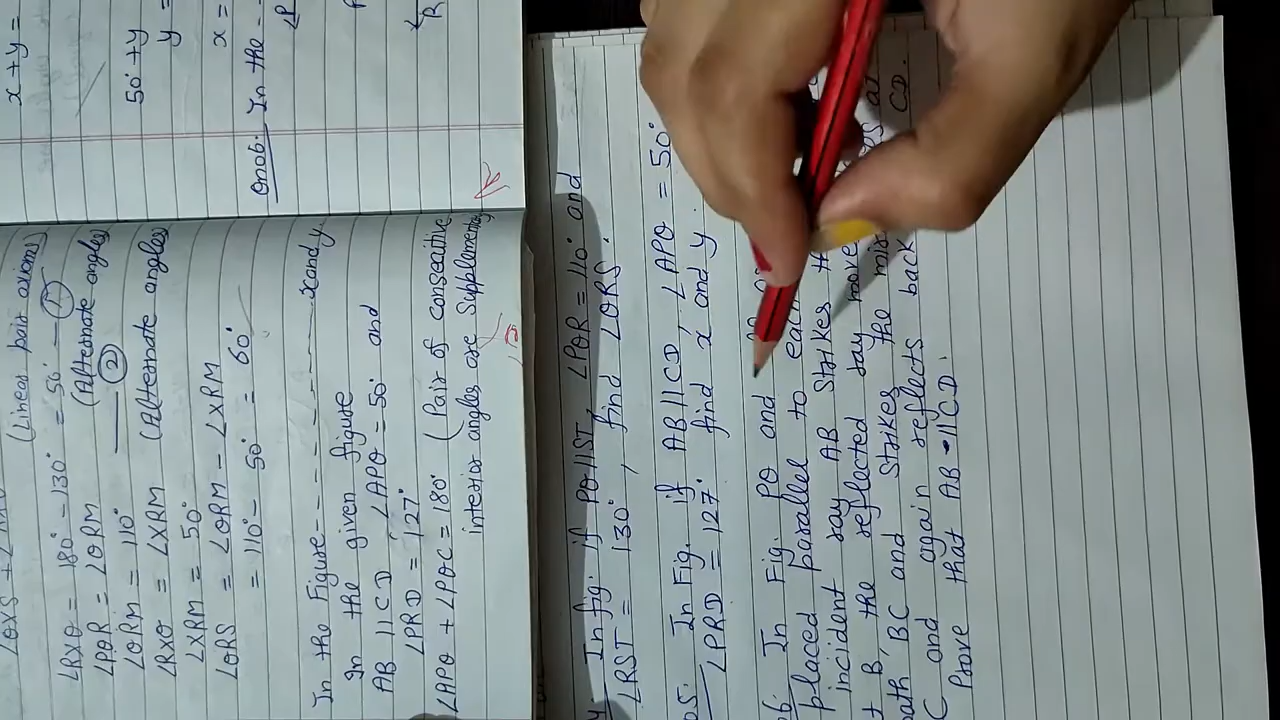 ∠QXS + ∠
(Linear pair axiom)
∠RXQ = 180° - 130° = 50° — ①
∠PQR = ∠QRM (Alternate angles)
∠QRM = 110° — ②
∠RXQ = ∠XRM (Alternate angles)
∠XRM = 50°
∠QRS = ∠QRM - ∠XRM
= 110° - 50° = 60°
In the Figure - - - - - - - - - x and y.
In the given figure
AB || CD, ∠APQ = 50° and
∠PRD = 127°
∠APQ + ∠PQC = 180° (Pair of consecutive
interior angles are Supplementary
x + y =
50° + y
y =
x =
Qno6: In the - -
∠P
R
In fig. if PQ || ST, ∠PQR = 110° and
∠RST = 130°, find ∠QRS.
In Fig. if AB || CD, ∠APQ = 50°
∠PRD = 127° find x and y.
In Fig. PQ and
placed parallel to
incident ray AB Strikes
t B, the reflected ray
path BC and Strikes the
C and again reflects back
CD.
Prove that AB || CD.